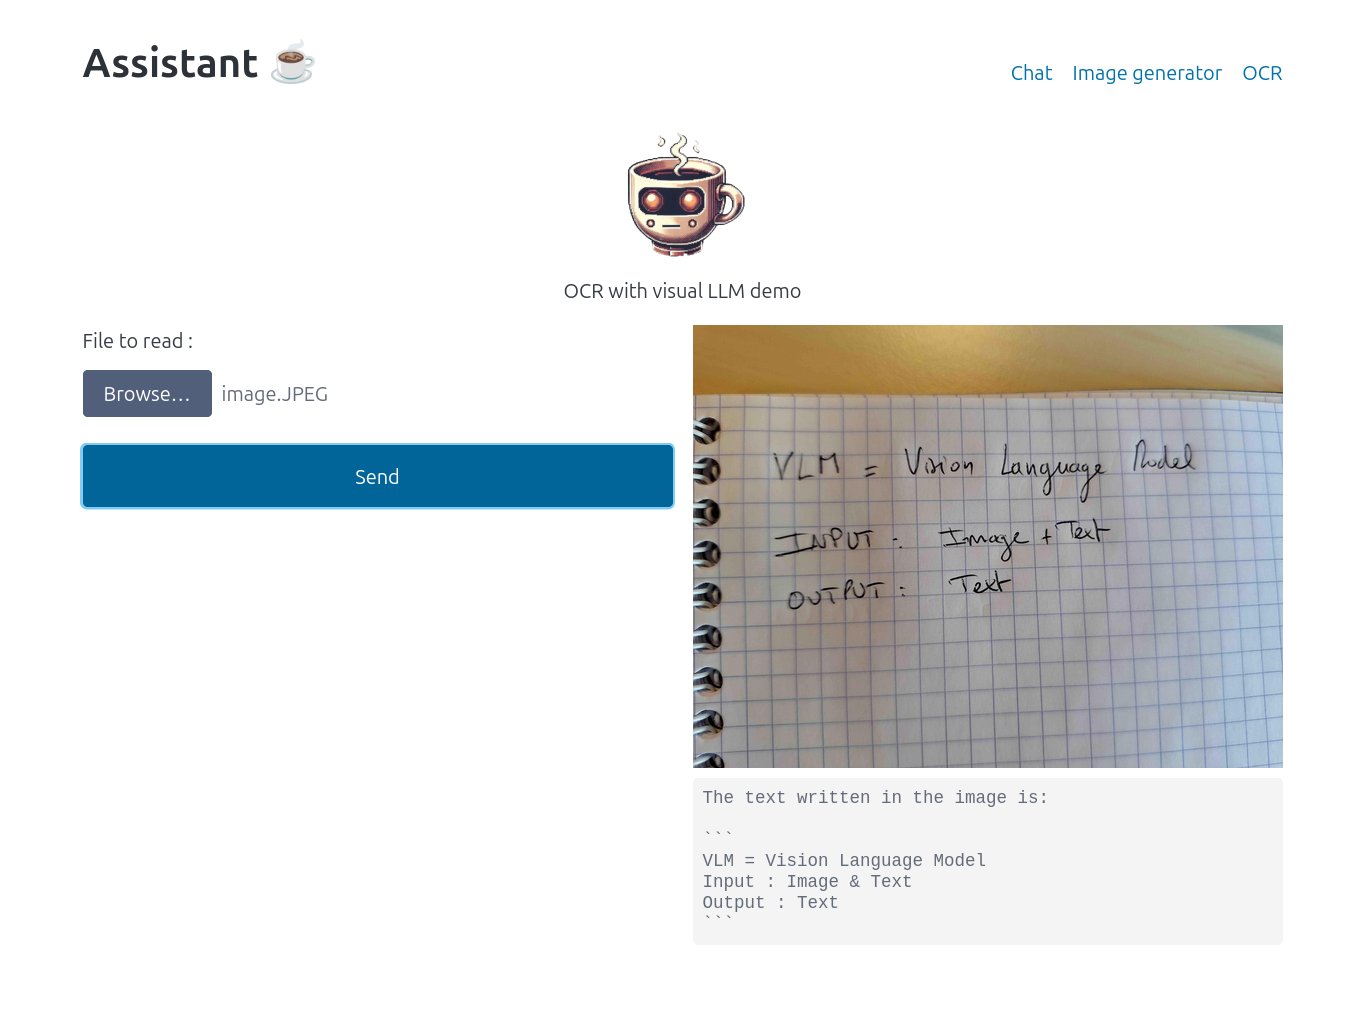 Assistant ☕
Chat Image generator OCR
OCR with visual LLM demo
File to read :
Browse… image.JPEG
Send
VLM = Vision Language Model
INPUT : Image + Text
OUTPUT : Text
The text written in the image is:
```
VLM = Vision Language Model
Input : Image & Text
Output : Text
```